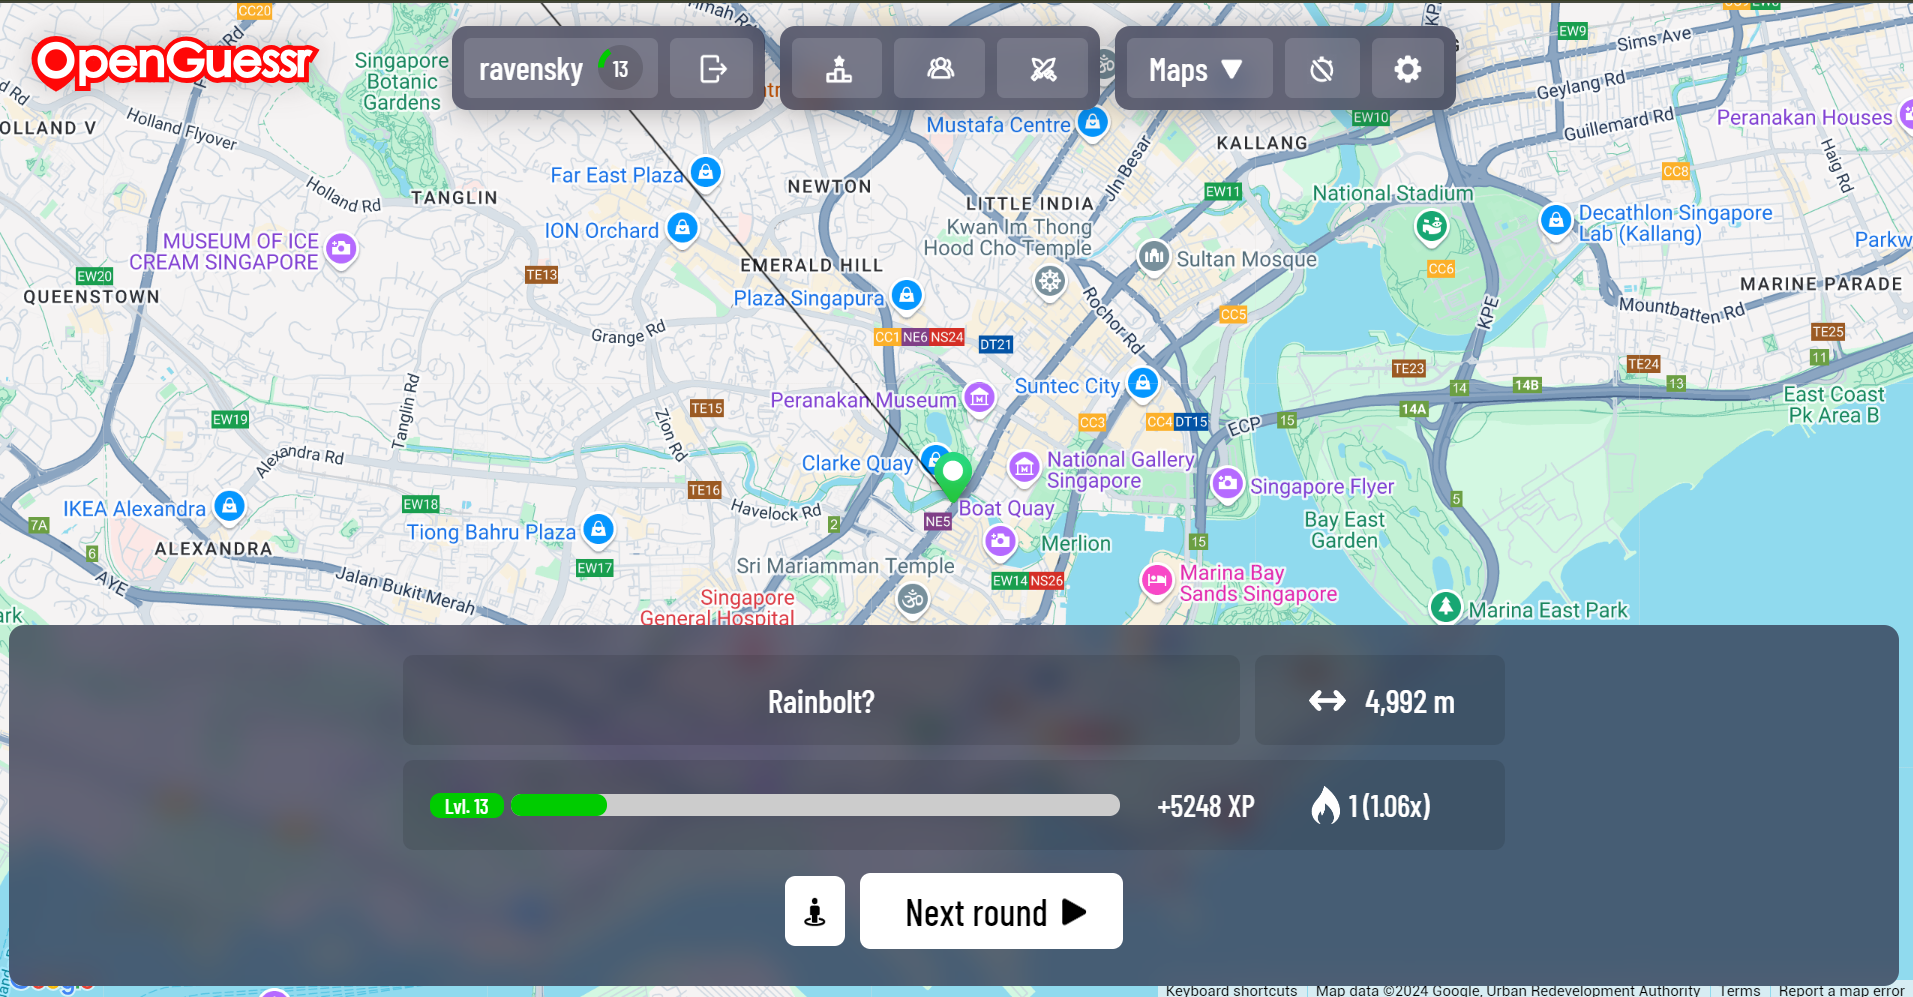 CC20
EW9
Sims Ave
OpenGuessr
Singapore
Botanic
Gardens
ravensky 13
Maps
Geylang Rd
EW10
Holland Flyover
OLLAND V
Mustafa Centre
Guillemard Rd
Peranakan Houses
KALLANG
Jln Besar
Haig Rd
Far East Plaza
Holland Rd
TANGLIN
NEWTON
EW11
CC8
National Stadium
LITTLE INDIA
Kwan Im Thong
Hood Cho Temple
ION Orchard
Decathlon Singapore
Lab (Kallang)
MUSEUM OF ICE
CREAM SINGAPORE
Parkw
EW20
TE13
EMERALD HILL
Sultan Mosque
CC6
QUEENSTOWN
Plaza Singapura
MARINE PARADE
Rochor Rd
CC5
KPE
Mountbatten Rd
Grange Rd
CC1 NE6 NS24
DT21
TE25
11
TE23
TE24
Suntec City
14
14B
13
East Coast
Pk Area B
Peranakan Museum
Tanglin Rd
TE15
EW19
Zion Rd
CC3
CC4 DT15
ECP
15
14A
Alexandra Rd
Clarke Quay
National Gallery
Singapore
Singapore Flyer
TE16
EW18
IKEA Alexandra
Havelock Rd
Boat Quay
5
7A
2
NE5
Tiong Bahru Plaza
Bay East
Garden
6
ALEXANDRA
Merlion
15
AYE
EW17
Sri Mariamman Temple
EW14 NS26
Marina Bay
Sands Singapore
Jalan Bukit Merah
Singapore
General Hospital
Marina East Park
ark
Rainbolt?
4,992 m
Lvl. 13
+5248 XP
1 (1.06x)
Next round
Google
Keyboard shortcuts
Map data ©2024 Google, Urban Redevelopment Authority
Terms
Report a map error